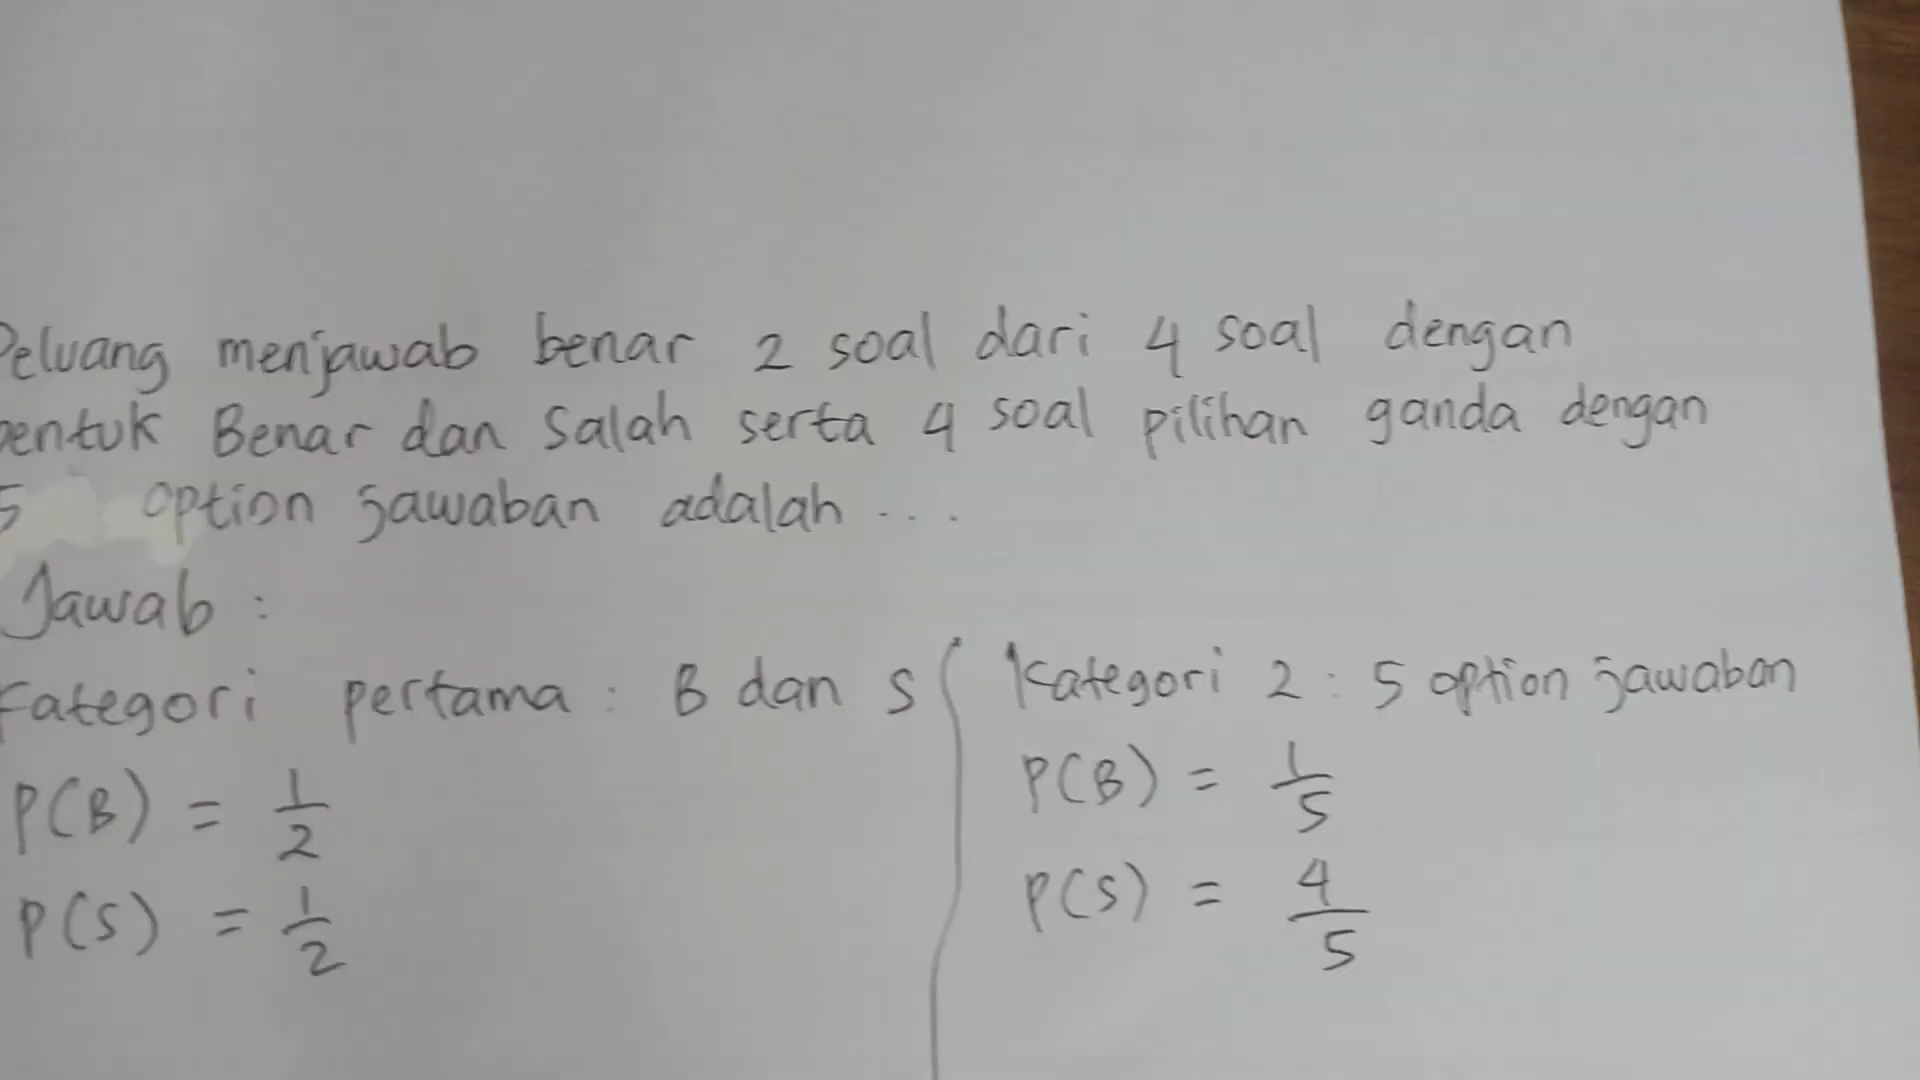 Peluang menjawab benar 2 soal dari 4 soal dengan
bentuk Benar dan Salah serta 4 soal pilihan ganda dengan
5 option jawaban adalah ...
Jawab :
Kategori pertama : B dan S
P(B) = 1/2
P(S) = 1/2
Kategori 2 : 5 option jawaban
P(B) = 1/5
P(S) = 4/5